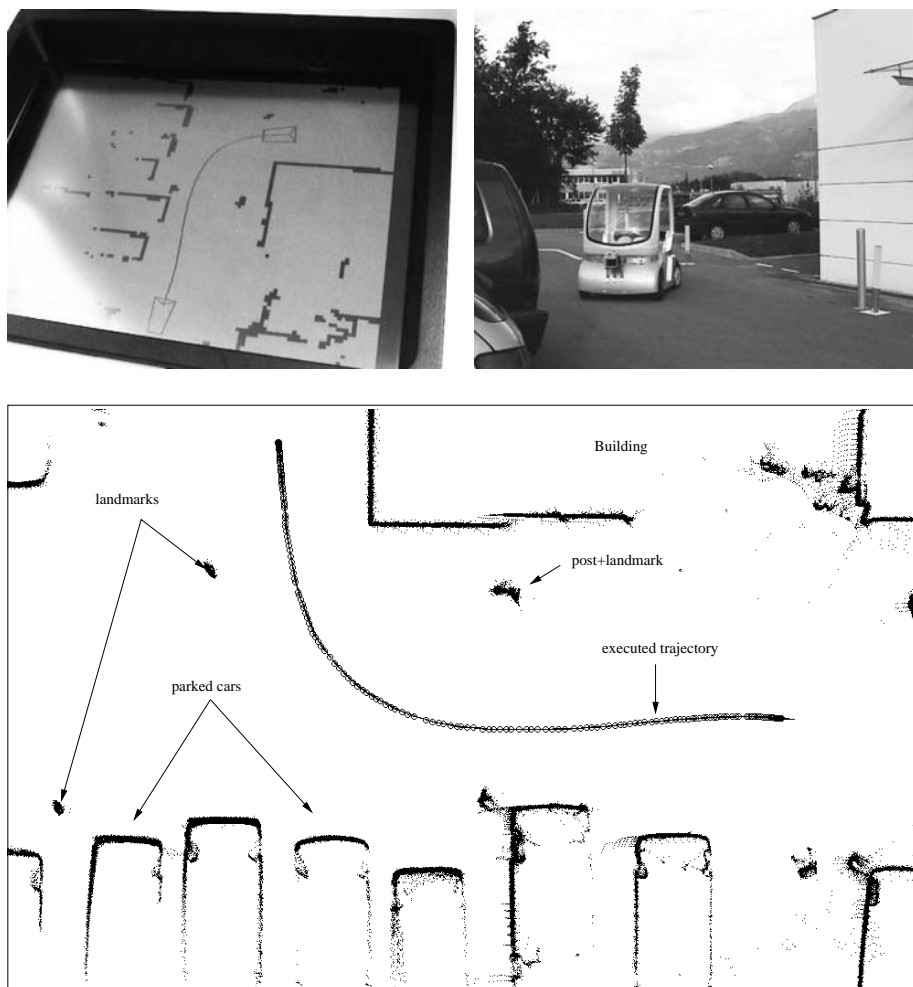 Building
landmarks
post+landmark
executed trajectory
parked cars